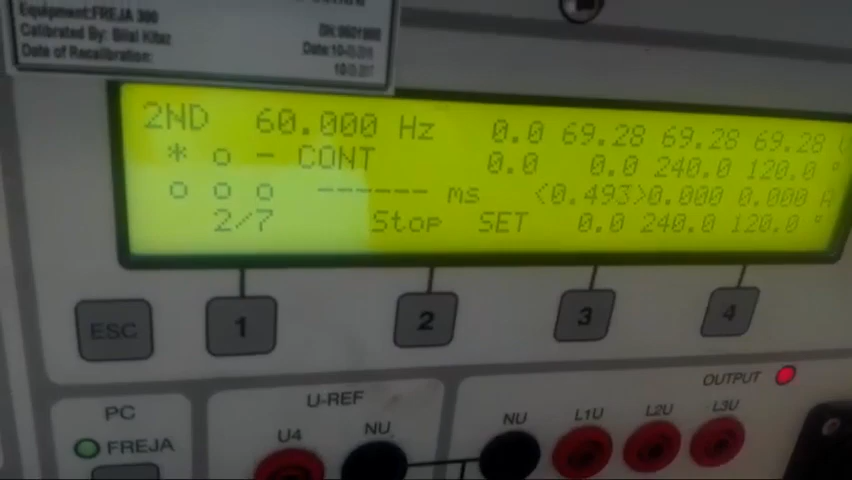 Equipment:FREJA 300
Calibrated By: Bilal
Date of Recalibration:
2ND 60.000 Hz 0.0 69.28 69.28 69.28
* o - CONT 0.0 0.0 240.0 120.0 °
o o o ------ ms <0.493>0.000 0.000 A
2/7 Stop SET 0.0 240.0 120.0 °
ESC 1 2 3 4
OUTPUT
PC U-REF
FREJA U4 NU NU L1U L2U L3U